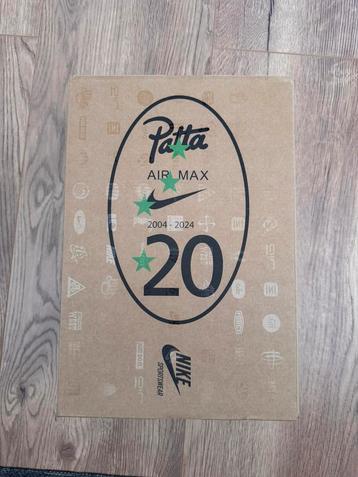 Patta
AIR MAX
2004 - 2024
20
NIKE
SPORTSWEAR